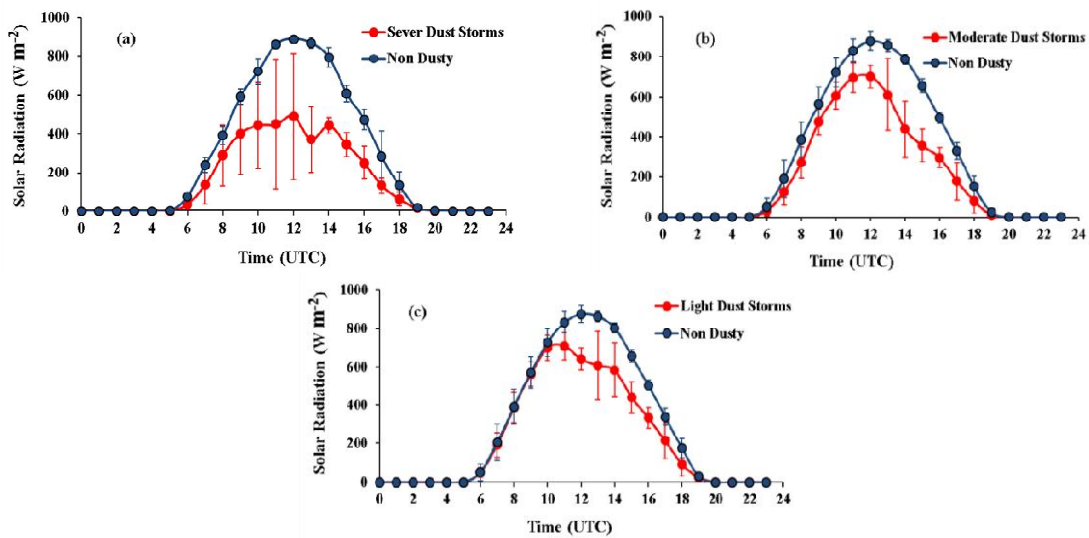 (a)
Sever Dust Storms
Non Dusty
Solar Radiation (W m-2)
1000
800
600
400
200
0
0 2 4 6 8 10 12 14 16 18 20 22 24
Time (UTC)
(b)
Moderate Dust Storms
Non Dusty
Solar Radiation (W m-2)
1000
800
600
400
200
0
0 2 4 6 8 10 12 14 16 18 20 22 24
Time (UTC)
(c)
Light Dust Storms
Non Dusty
Solar Radiation (W m-2)
1000
800
600
400
200
0
0 2 4 6 8 10 12 14 16 18 20 22 24
Time (UTC)